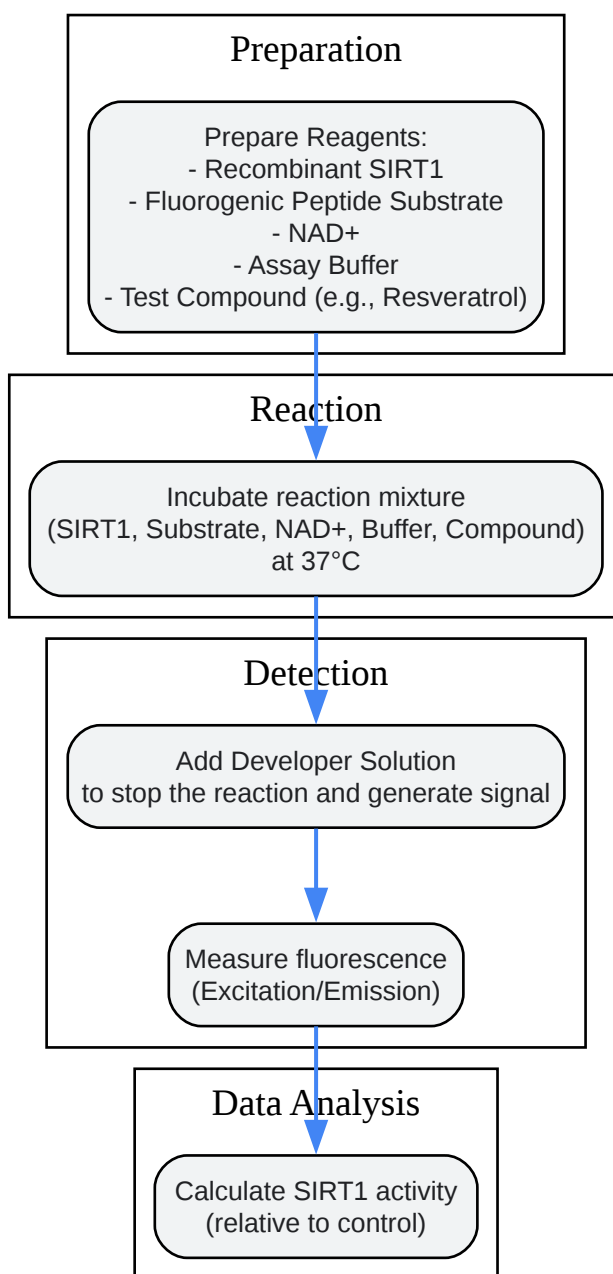 Preparation
Prepare Reagents:
- Recombinant SIRT1
- Fluorogenic Peptide Substrate
- NAD+
- Assay Buffer
- Test Compound (e.g., Resveratrol)
Reaction
Incubate reaction mixture
(SIRT1, Substrate, NAD+, Buffer, Compound)
at 37°C
Detection
Add Developer Solution
to stop the reaction and generate signal
Measure fluorescence
(Excitation/Emission)
Data Analysis
Calculate SIRT1 activity
(relative to control)